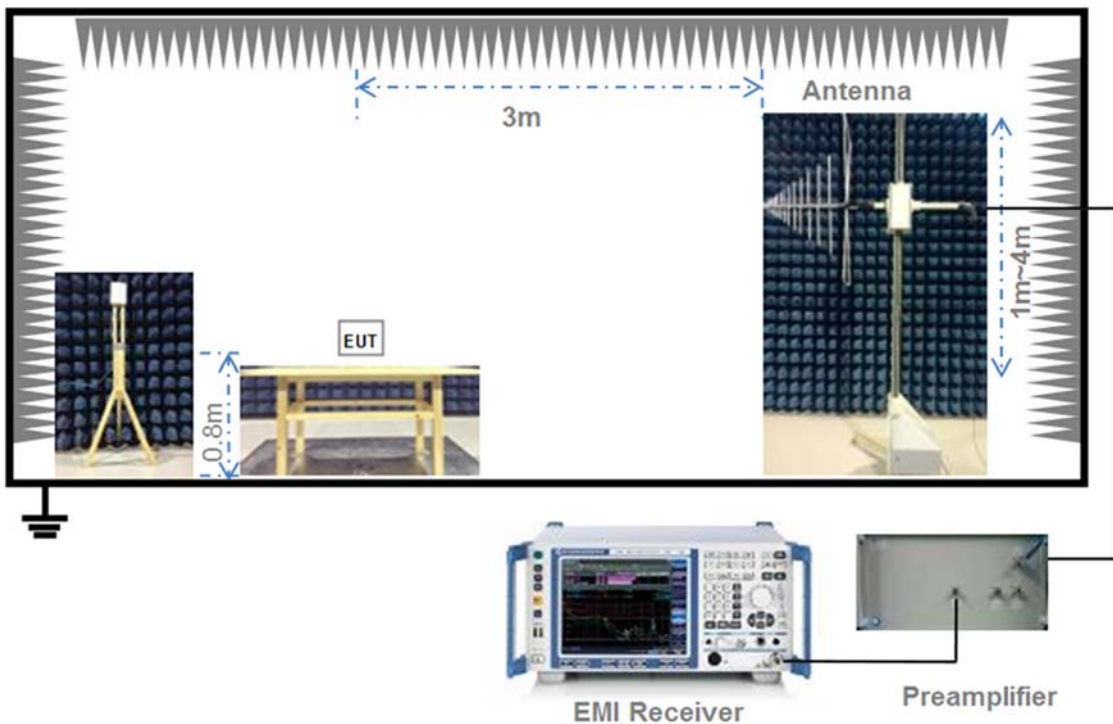 Antenna
3m
1m~4m
EUT
0.8m
EMI Receiver
Preamplifier